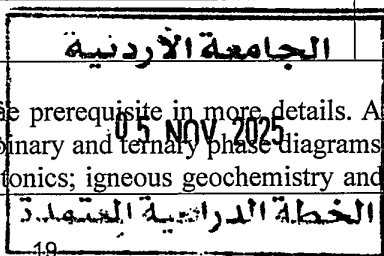 الجامعة الأردنية
e prerequisite in more details. A
05 NOV 2025
binary and ternary phase diagrams
tonics; igneous geochemistry and
الخطة الدراسية المعتمدة
19